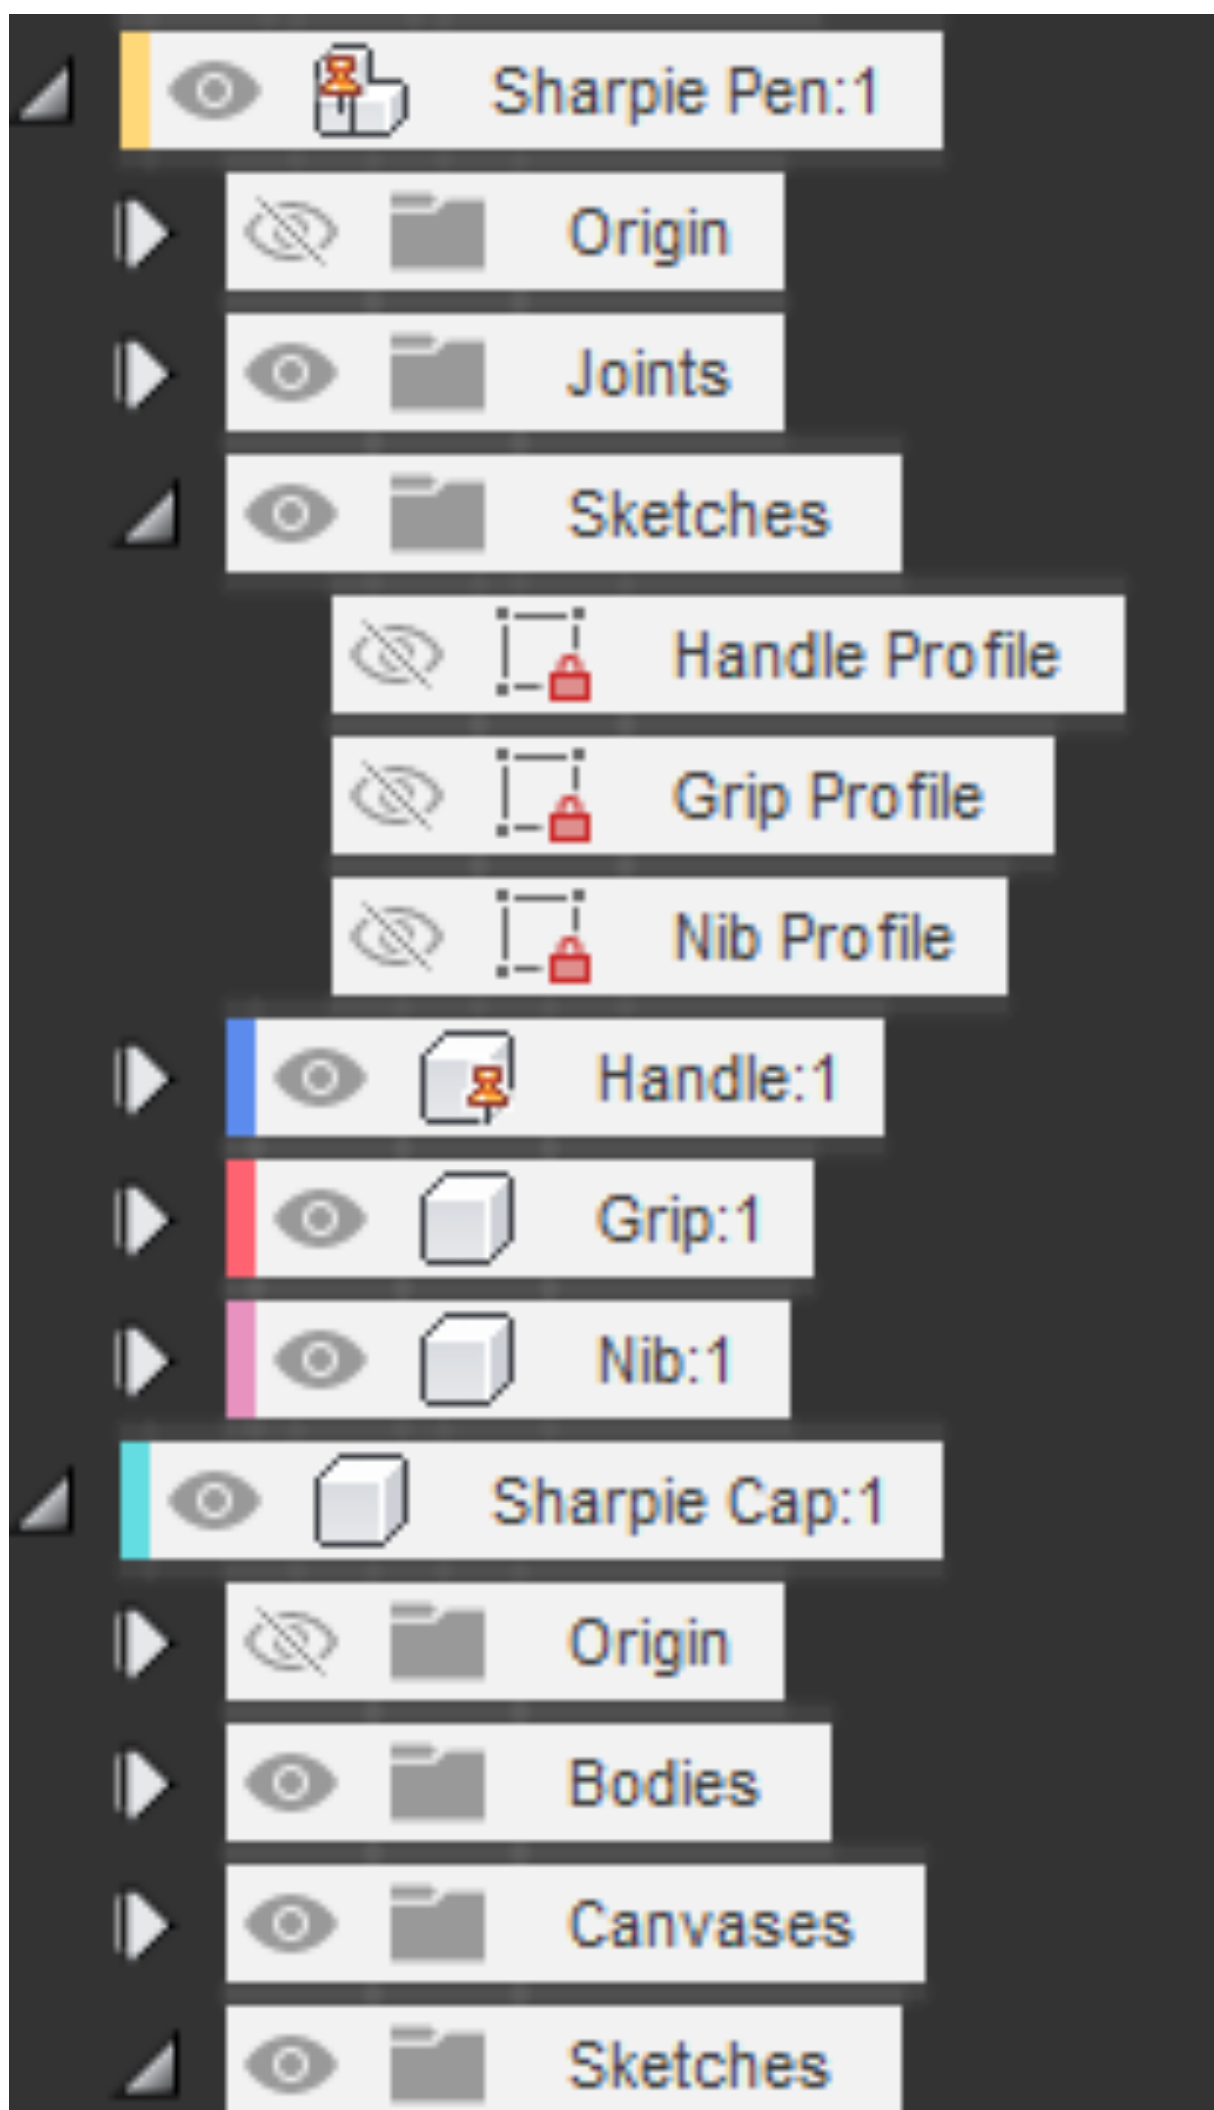 Sharpie Pen:1
Origin
Joints
Sketches
Handle Profile
Grip Profile
Nib Profile
Handle:1
Grip:1
Nib:1
Sharpie Cap:1
Origin
Bodies
Canvases
Sketches